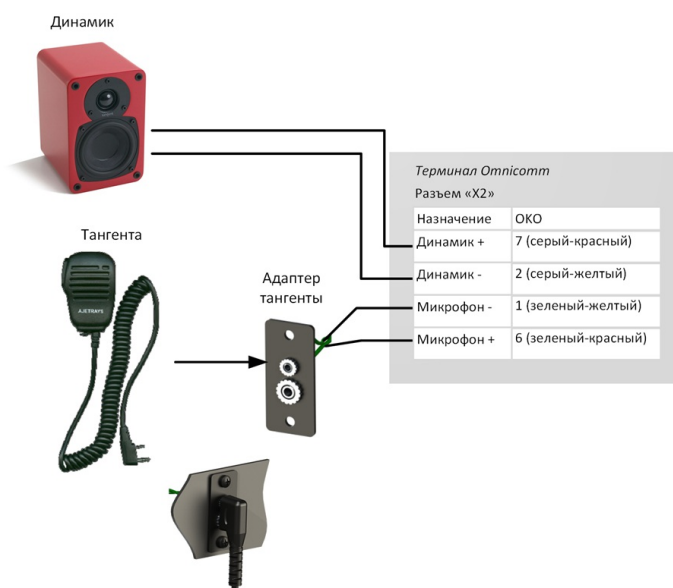 Динамик
Терминал Omnicomm
Разъем «X2»
Назначение ОКО
Динамик + 7 (серый-красный)
Динамик - 2 (серый-желтый)
Микрофон - 1 (зеленый-желтый)
Микрофон + 6 (зеленый-красный)
Тангента
AJETRAYS
Адаптер
тангенты